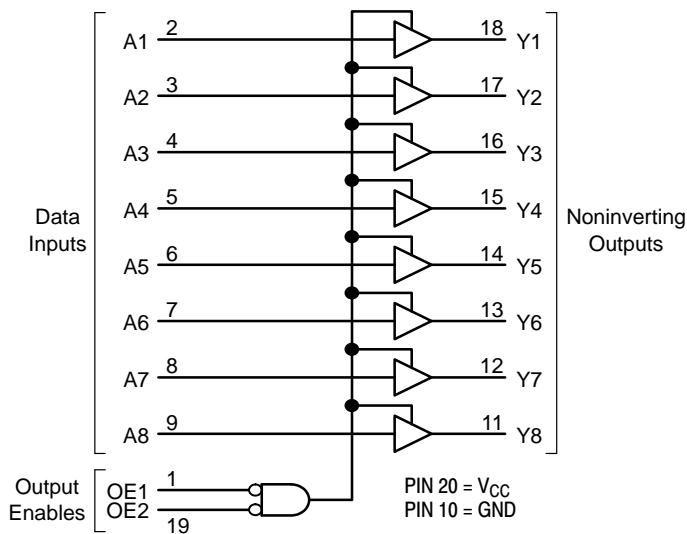 A1 2 18 Y1
A2 3 17 Y2
A3 4 16 Y3
A4 5 15 Y4
Data
Inputs
Noninverting
Outputs
A5 6 14 Y5
A6 7 13 Y6
A7 8 12 Y7
A8 9 11 Y8
Output
Enables
OE1 1
OE2 19
PIN 20 = VCC
PIN 10 = GND